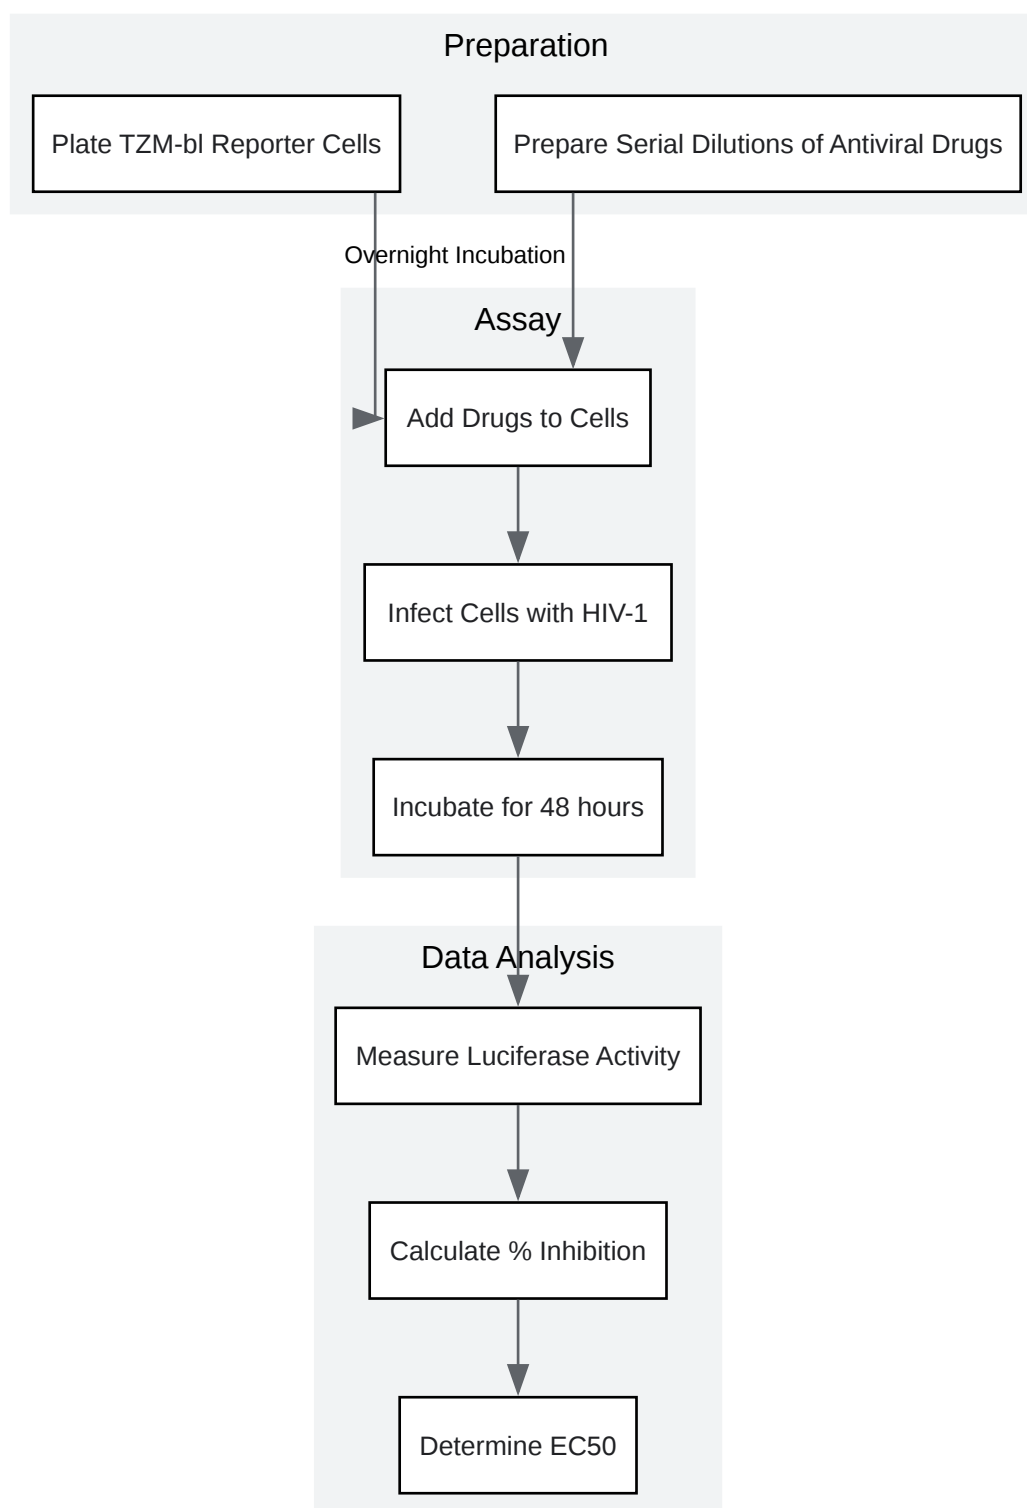 Preparation
Plate TZM-bl Reporter Cells
Prepare Serial Dilutions of Antiviral Drugs
Overnight Incubation
Assay
Add Drugs to Cells
Infect Cells with HIV-1
Incubate for 48 hours
Data Analysis
Measure Luciferase Activity
Calculate % Inhibition
Determine EC50